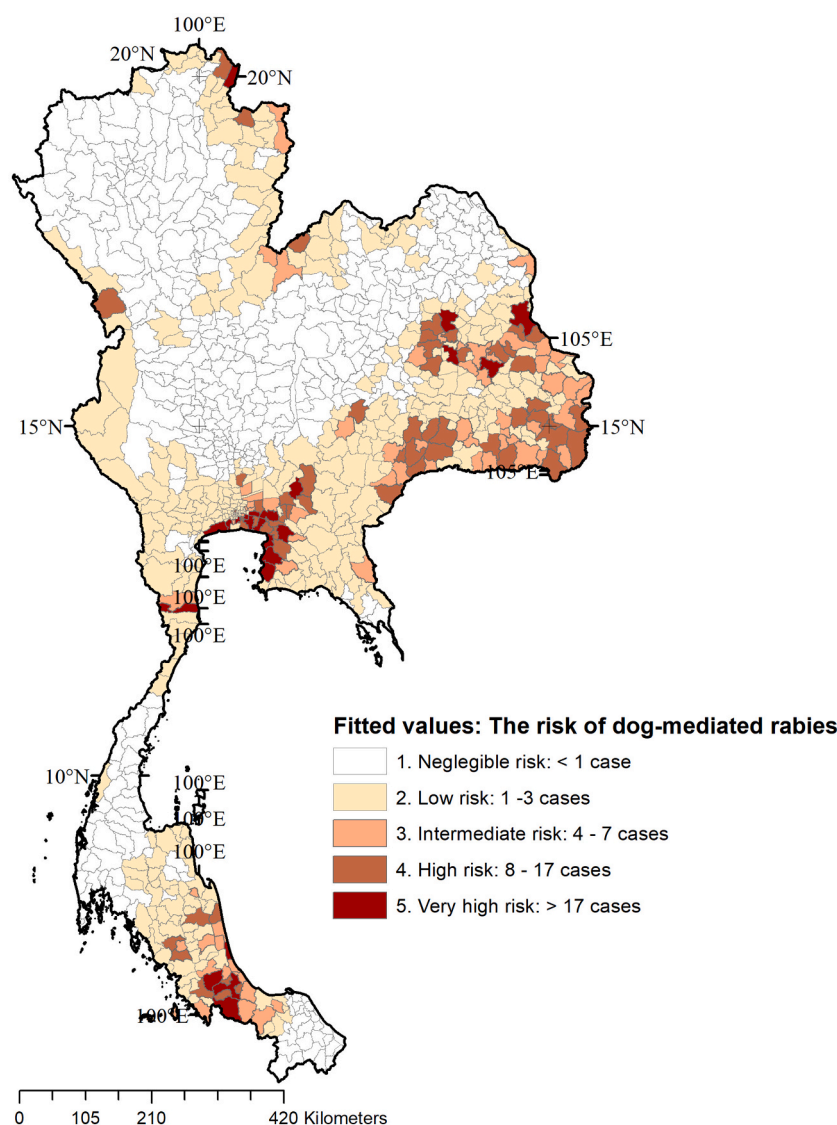 100°E
20°N
20°N
105°E
15°N
15°N
105°E
100°E
100°E
100°E
Fitted values: The risk of dog-mediated rabies
1. Neglegible risk: < 1 case
2. Low risk: 1 -3 cases
3. Intermediate risk: 4 - 7 cases
4. High risk: 8 - 17 cases
5. Very high risk: > 17 cases
10°N
100°E
100°E
100°E
100°E
0 105 210 420 Kilometers